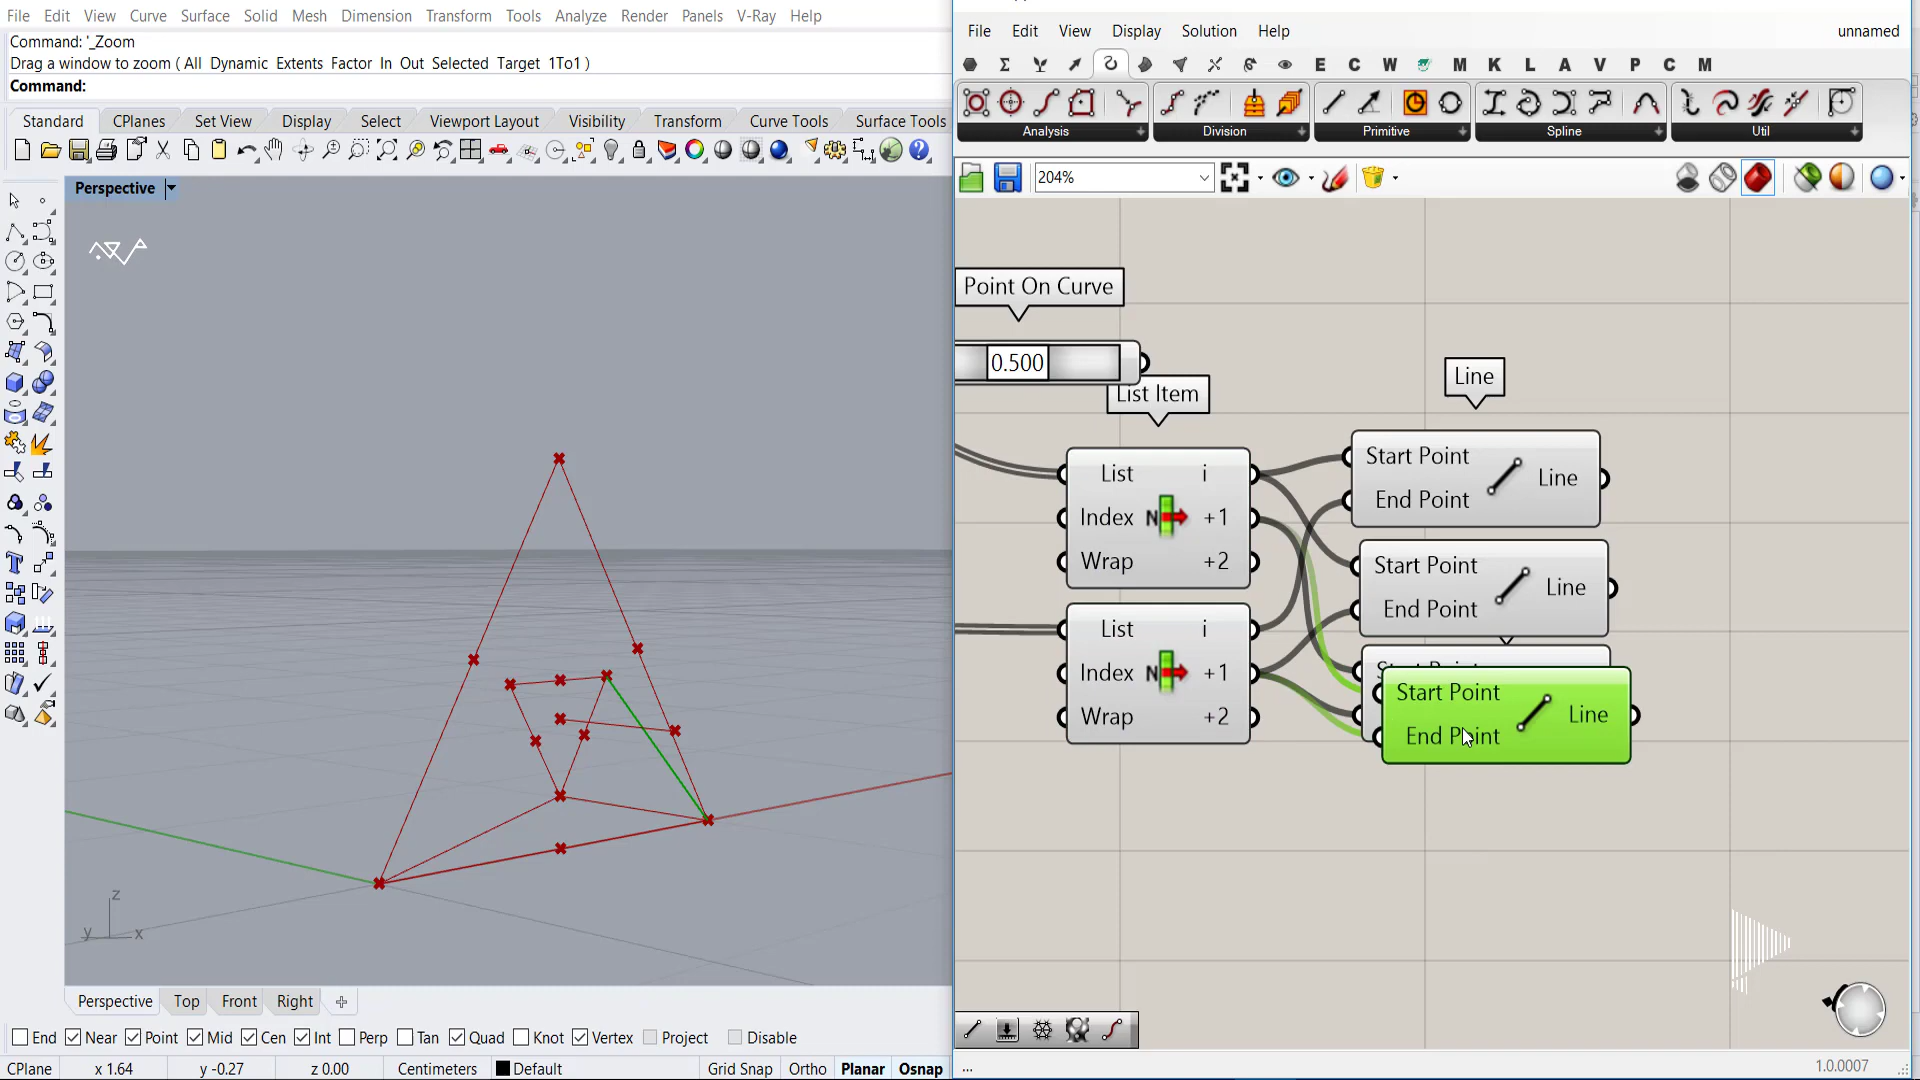 File Edit View Curve Surface Solid Mesh Dimension Transform Tools Analyze Render Panels V-Ray Help
Command: '_Zoom
Drag a window to zoom ( All Dynamic Extents Factor In Out Selected Target 1To1 )
Command:
Standard CPlanes Set View Display Select Viewport Layout Visibility Transform Curve Tools Surface Tools
Perspective
z
y x
Perspective Top Front Right
End Near Point Mid Cen Int Perp Tan Quad Knot Vertex Project Disable
CPlane x 1.64 y -0.27 z 0.00 Centimeters Default Grid Snap Ortho Planar Osnap
File Edit View Display Solution Help unnamed
E C W M K L A V P C M
Analysis Division Primitive Spline Util
204%
Point On Curve
0.500
List Item
Line
List i
Index N +1
Wrap +2
List i
Index N +1
Wrap +2
Start Point
End Point
Line
Start Point
End Point
Line
Start Point
End Point
Line
... 1.0.0007